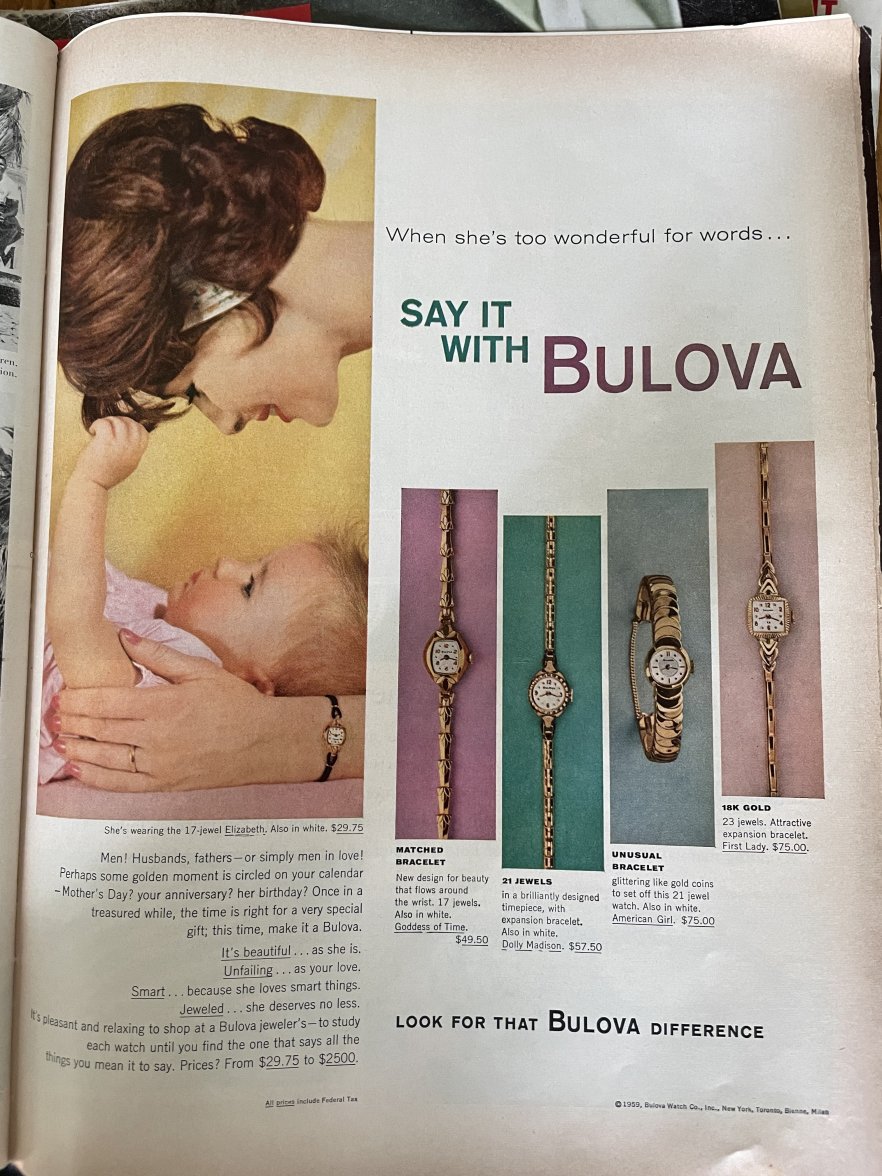 ren.
ion.
When she's too wonderful for words...
SAY IT
WITH BULOVA
She's wearing the 17-jewel Elizabeth. Also in white. $29.75
Men! Husbands, fathers—or simply men in love!
Perhaps some golden moment is circled on your calendar
—Mother's Day? your anniversary? her birthday? Once in a
treasured while, the time is right for a very special
gift; this time, make it a Bulova.
It's beautiful... as she is.
Unfailing... as your love.
Smart... because she loves smart things.
Jeweled... she deserves no less.
It's pleasant and relaxing to shop at a Bulova jeweler's—to study
each watch until you find the one that says all the
things you mean it to say. Prices? From $29.75 to $2500.
All prices include Federal Tax
MATCHED
BRACELET
New design for beauty
that flows around
the wrist. 17 jewels.
Also in white.
Goddess of Time.
$49.50
21 JEWELS
in a brilliantly designed
timepiece, with
expansion bracelet.
Also in white.
Dolly Madison. $57.50
UNUSUAL
BRACELET
glittering like gold coins
to set off this 21 jewel
watch. Also in white.
American Girl. $75.00
18K GOLD
23 jewels. Attractive
expansion bracelet.
First Lady. $75.00.
LOOK FOR THAT BULOVA DIFFERENCE
©1959, Bulova Watch Co., Inc., New York, Toronto, Bienne, Milan